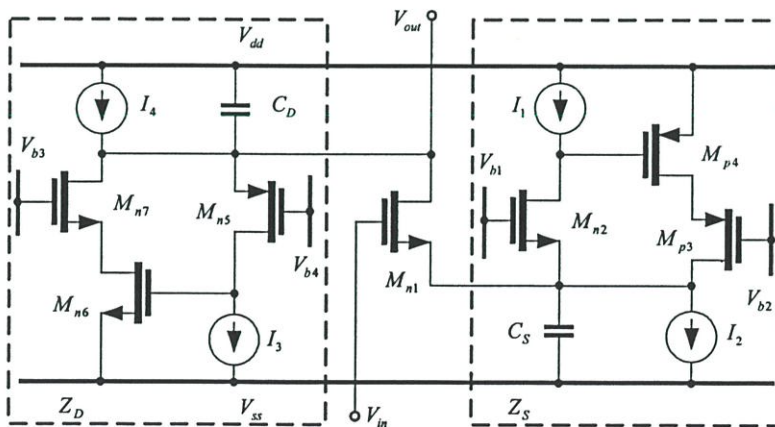 V_dd
V_out
I_4
C_D
I_1
V_b3
V_b1
M_p4
M_n7
M_n5
M_n2
M_p3
V_b4
M_n1
V_b2
M_n6
I_3
C_S
I_2
Z_D
V_ss
V_in
Z_S